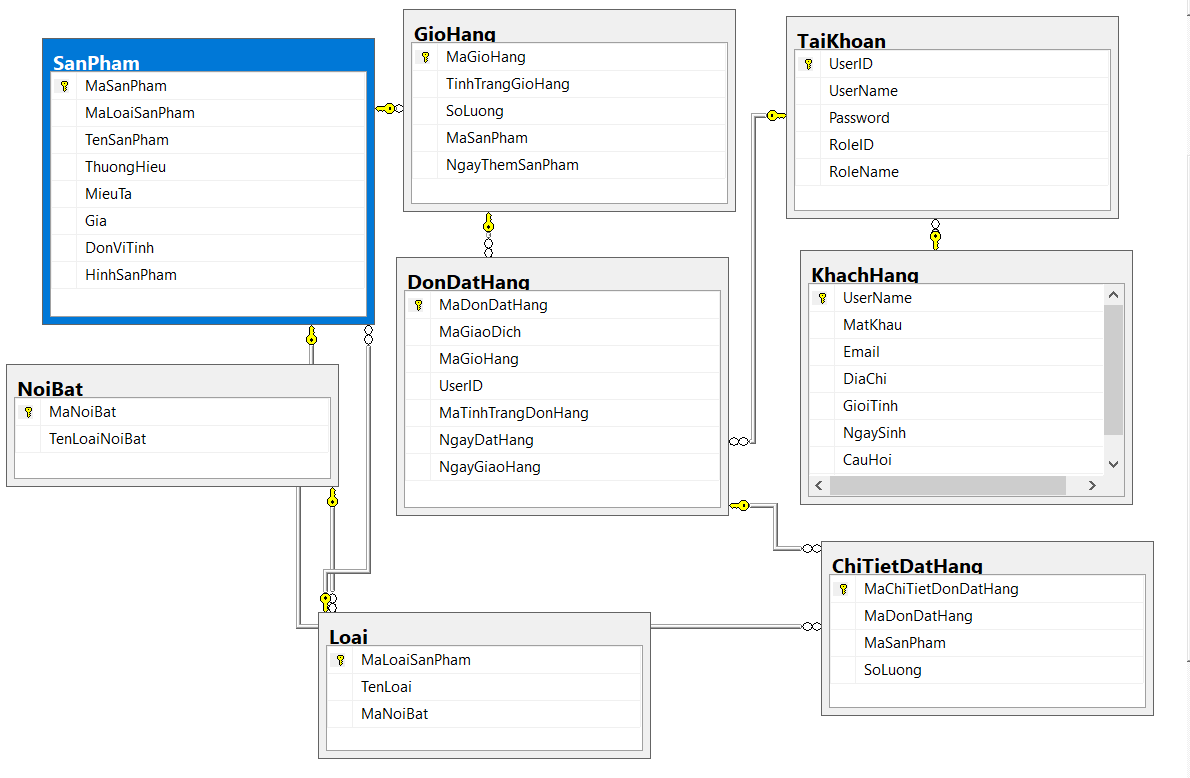 SanPham
MaSanPham
MaLoaiSanPham
TenSanPham
ThuongHieu
MieuTa
Gia
DonViTinh
HinhSanPham
GioHang
MaGioHang
TinhTrangGioHang
SoLuong
MaSanPham
NgayThemSanPham
TaiKhoan
UserID
UserName
Password
RoleID
RoleName
DonDatHang
MaDonDatHang
MaGiaoDich
MaGioHang
UserID
MaTinhTrangDonHang
NgayDatHang
NgayGiaoHang
KhachHang
UserName
MatKhau
Email
DiaChi
GioiTinh
NgaySinh
CauHoi
NoiBat
MaNoiBat
TenLoaiNoiBat
Loai
MaLoaiSanPham
TenLoai
MaNoiBat
ChiTietDatHang
MaChiTietDonDatHang
MaDonDatHang
MaSanPham
SoLuong